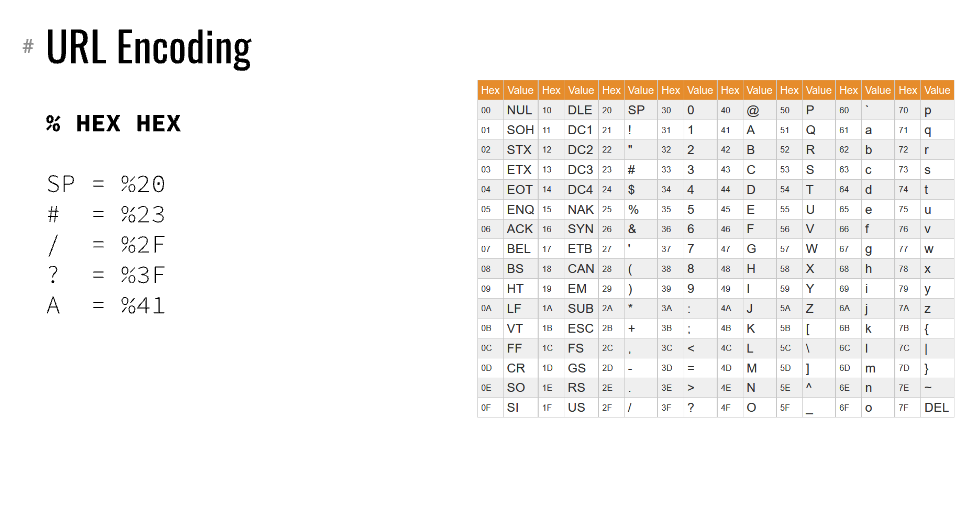 # URL Encoding
% HEX HEX
SP = %20
# = %23
/ = %2F
? = %3F
A = %41
Hex Value Hex Value Hex Value Hex Value Hex Value Hex Value Hex Value Hex Value
00 NUL 10 DLE 20 SP 30 0 40 @ 50 P 60 ` 70 p
01 SOH 11 DC1 21 ! 31 1 41 A 51 Q 61 a 71 q
02 STX 12 DC2 22 " 32 2 42 B 52 R 62 b 72 r
03 ETX 13 DC3 23 # 33 3 43 C 53 S 63 c 73 s
04 EOT 14 DC4 24 $ 34 4 44 D 54 T 64 d 74 t
05 ENQ 15 NAK 25 % 35 5 45 E 55 U 65 e 75 u
06 ACK 16 SYN 26 & 36 6 46 F 56 V 66 f 76 v
07 BEL 17 ETB 27 ' 37 7 47 G 57 W 67 g 77 w
08 BS 18 CAN 28 ( 38 8 48 H 58 X 68 h 78 x
09 HT 19 EM 29 ) 39 9 49 I 59 Y 69 i 79 y
0A LF 1A SUB 2A * 3A : 4A J 5A Z 6A j 7A z
0B VT 1B ESC 2B + 3B ; 4B K 5B [ 6B k 7B {
0C FF 1C FS 2C , 3C < 4C L 5C \ 6C l 7C |
0D CR 1D GS 2D - 3D = 4D M 5D ] 6D m 7D }
0E SO 1E RS 2E . 3E > 4E N 5E ^ 6E n 7E ~
0F SI 1F US 2F / 3F ? 4F O 5F _ 6F o 7F DEL